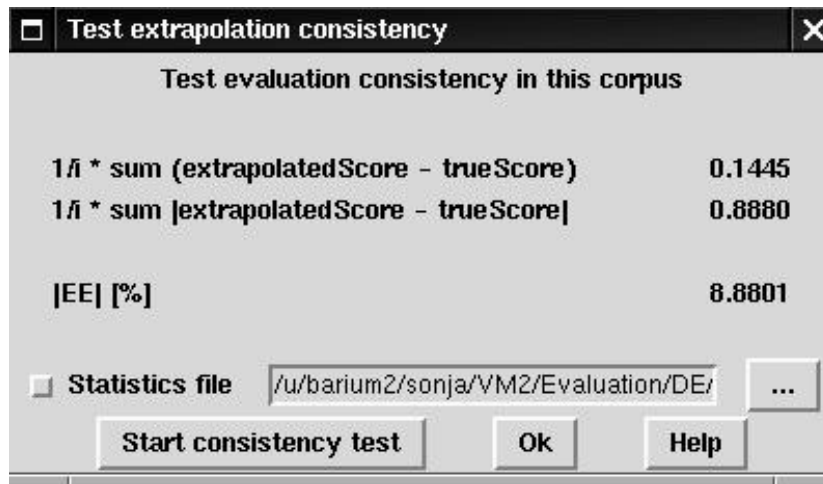 Test extrapolation consistency
Test evaluation consistency in this corpus
1/i * sum (extrapolatedScore - trueScore) 0.1445
1/i * sum |extrapolatedScore - trueScore| 0.8880
|EE| [%] 8.8801
Statistics file /u/barium2/sonja/VM2/Evaluation/DE/ ...
Start consistency test Ok Help